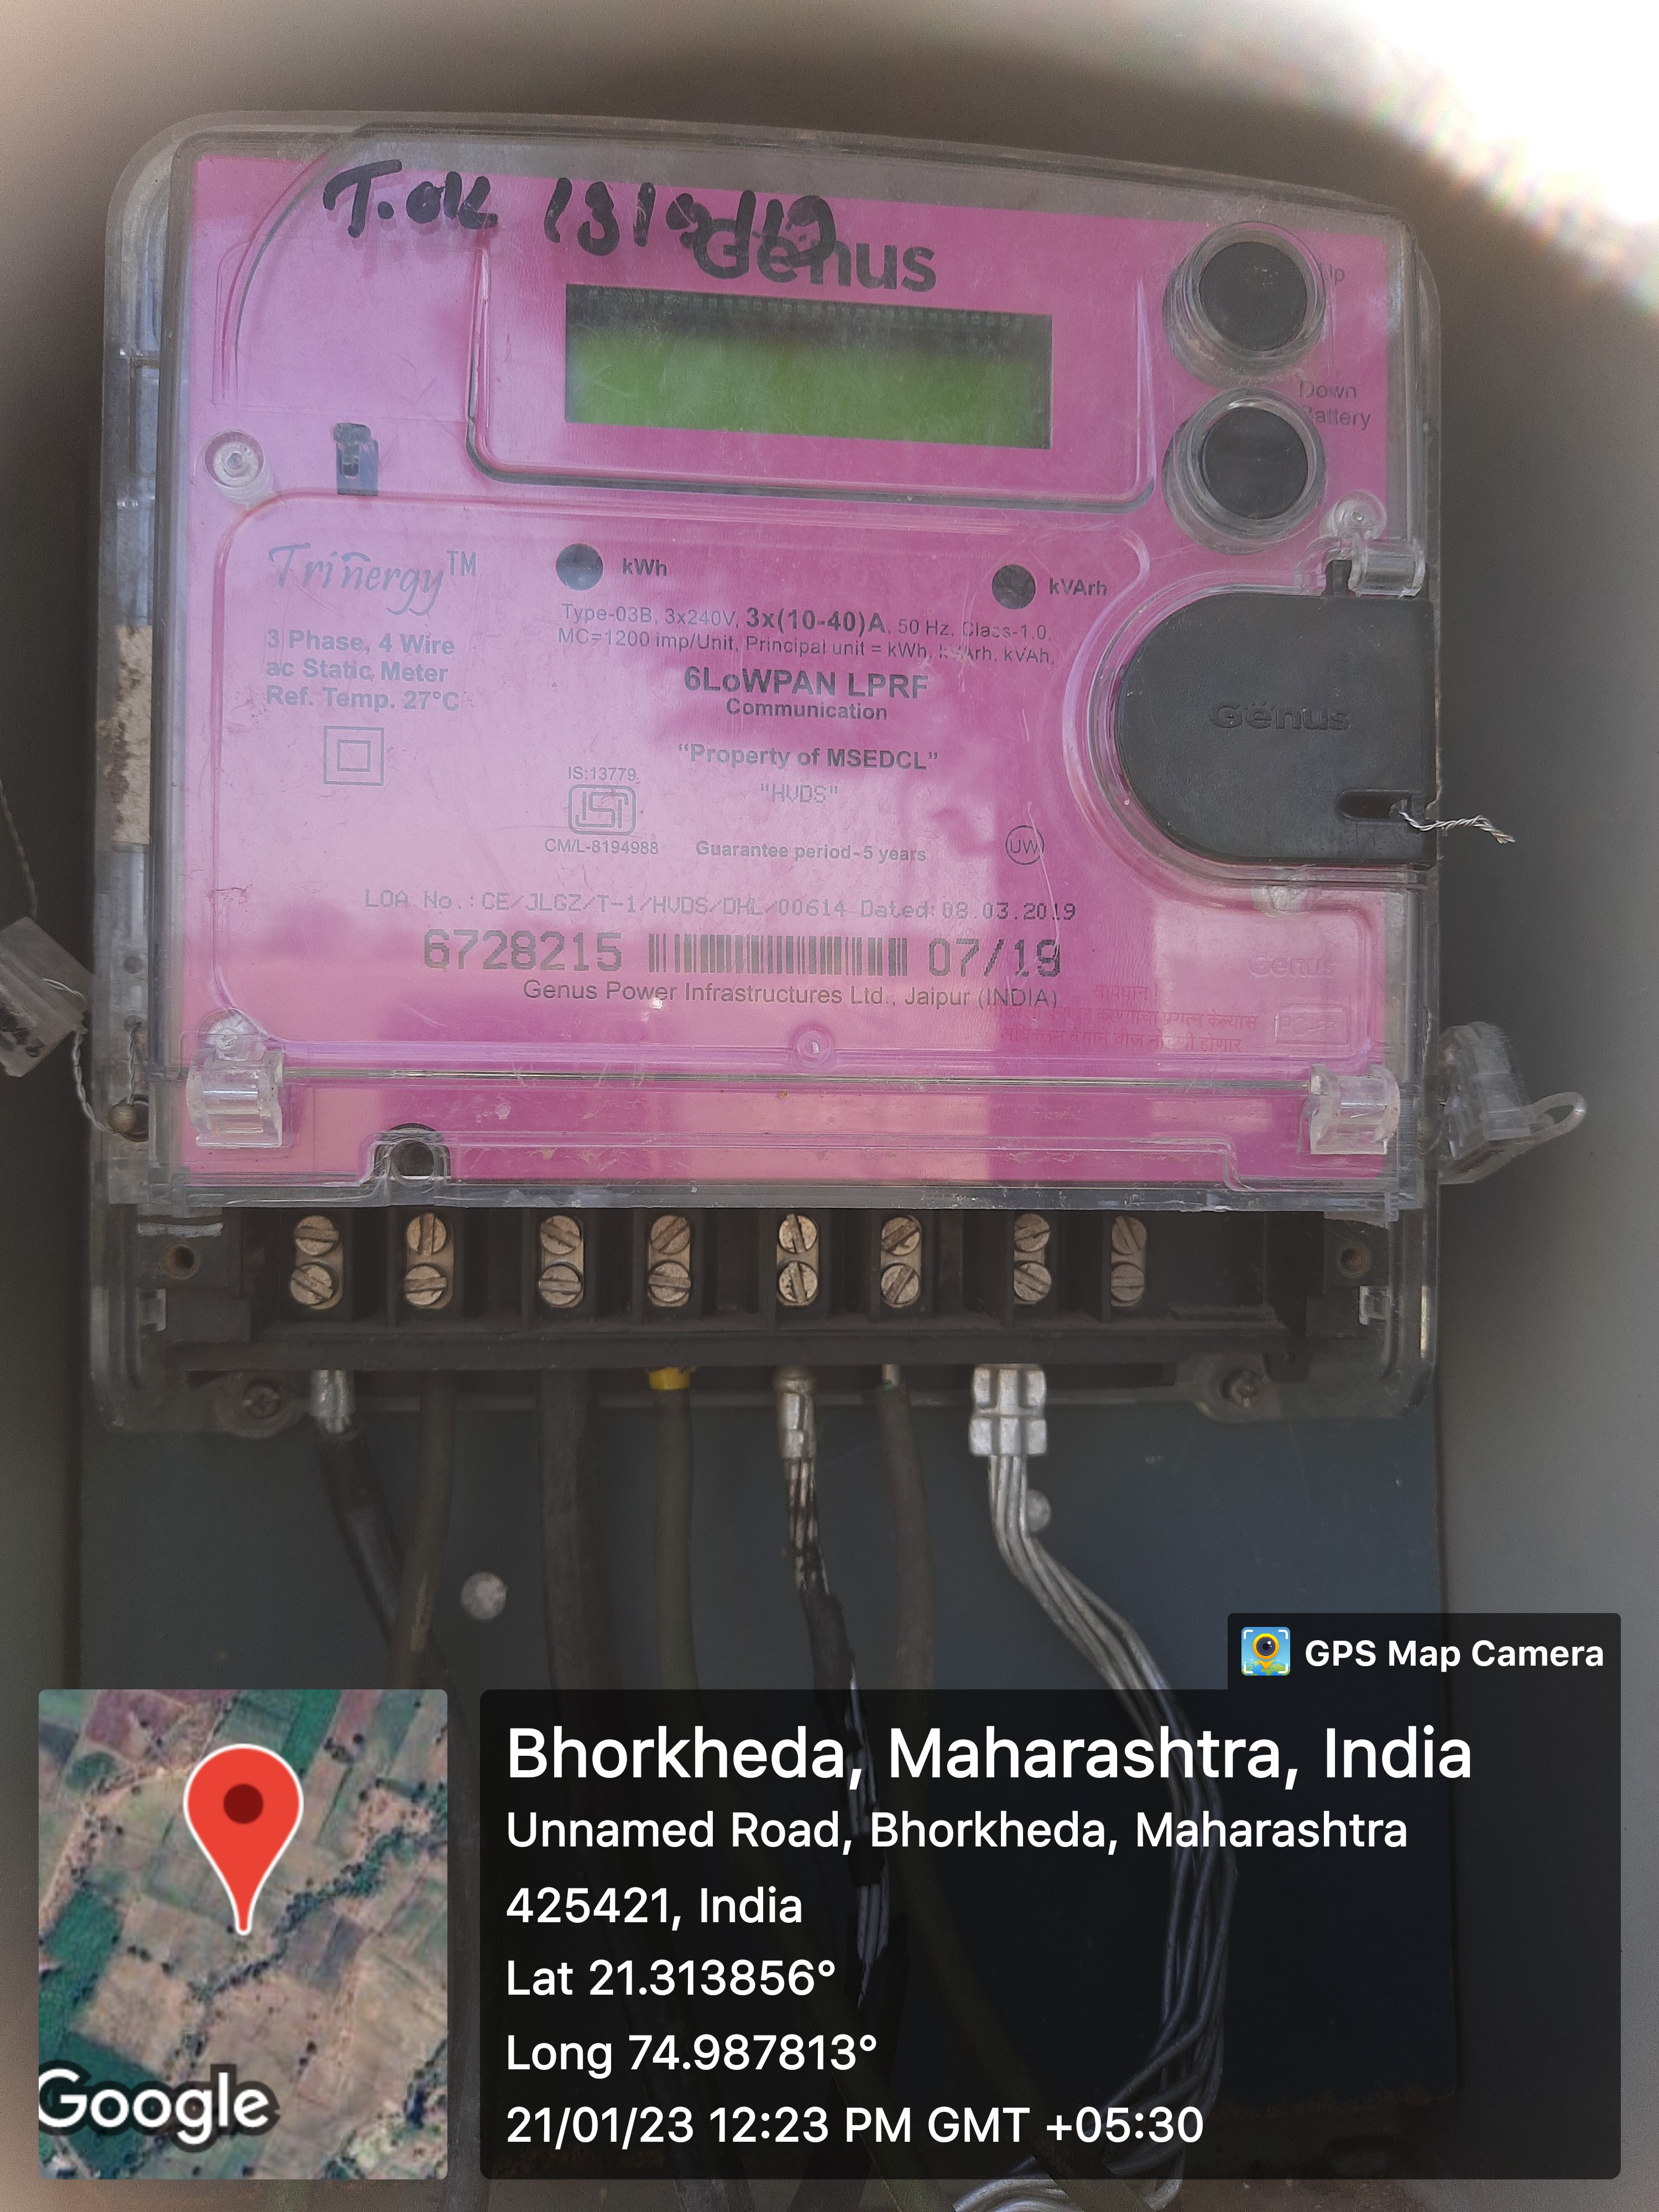 T.OK 13/9/19
Genus
Up
Down
Battery
Trinergy™
kWh
kVArh
Type-03B, 3x240V, 3x(10-40)A, 50 Hz, Class-1.0,
MC=1200 imp/Unit, Principal unit = kWh, kVArh, kVAh,
3 Phase, 4 Wire
ac Static Meter
Ref. Temp. 27°C
6LoWPAN LPRF
Communication
Genus
"Property of MSEDCL"
"HVDS"
IS:13779
ISI
CM/L-8194988
Guarantee period-5 years
UW
LOA No.: CE/JLGZ/T-1/HVDS/DHL/00614 Dated:08.03.2019
6728215 07/19
Genus
Genus Power Infrastructures Ltd., Jaipur (INDIA)
सावधान!
करण्याचा प्रयत्न केल्यास
वीज होणार
GPS Map Camera
Bhorkheda, Maharashtra, India
Unnamed Road, Bhorkheda, Maharashtra
425421, India
Lat 21.313856°
Long 74.987813°
21/01/23 12:23 PM GMT +05:30
Google